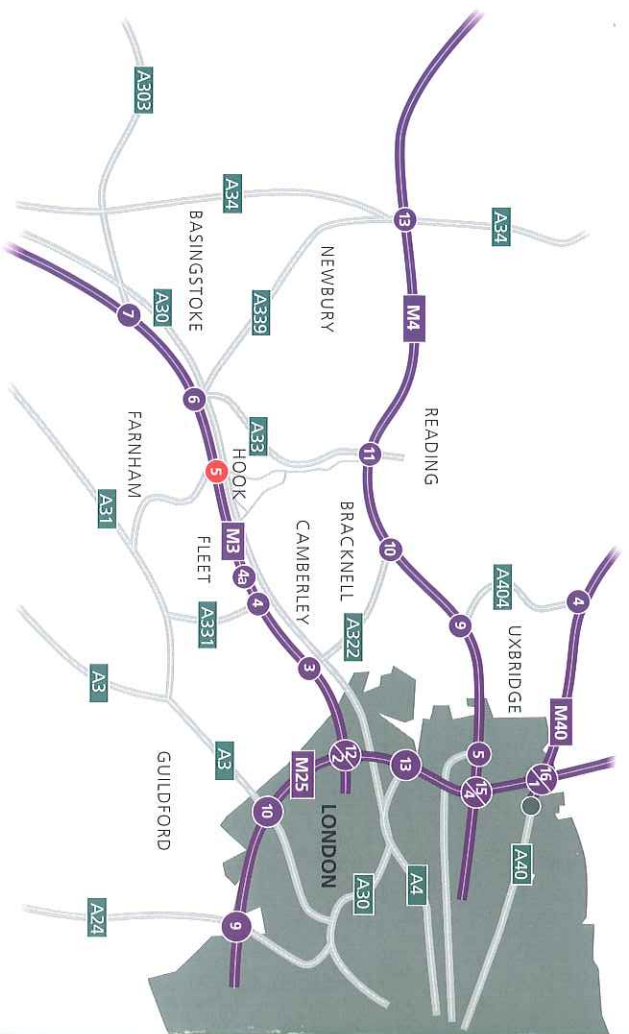 4
M40
16/1
A40
UXBRIDGE
A404
A34
5
15/4
9
READING
A4
M4
13
13
10
11
A30
BRACKNELL
12/2
A322
LONDON
NEWBURY
3
CAMBERLEY
M25
10
A339
4
A33
4a
HOOK
9
M3
A34
A3
5
FLEET
BASINGSTOKE
6
A331
GUILDFORD
A30
A303
FARNHAM
7
A31
A3
A24